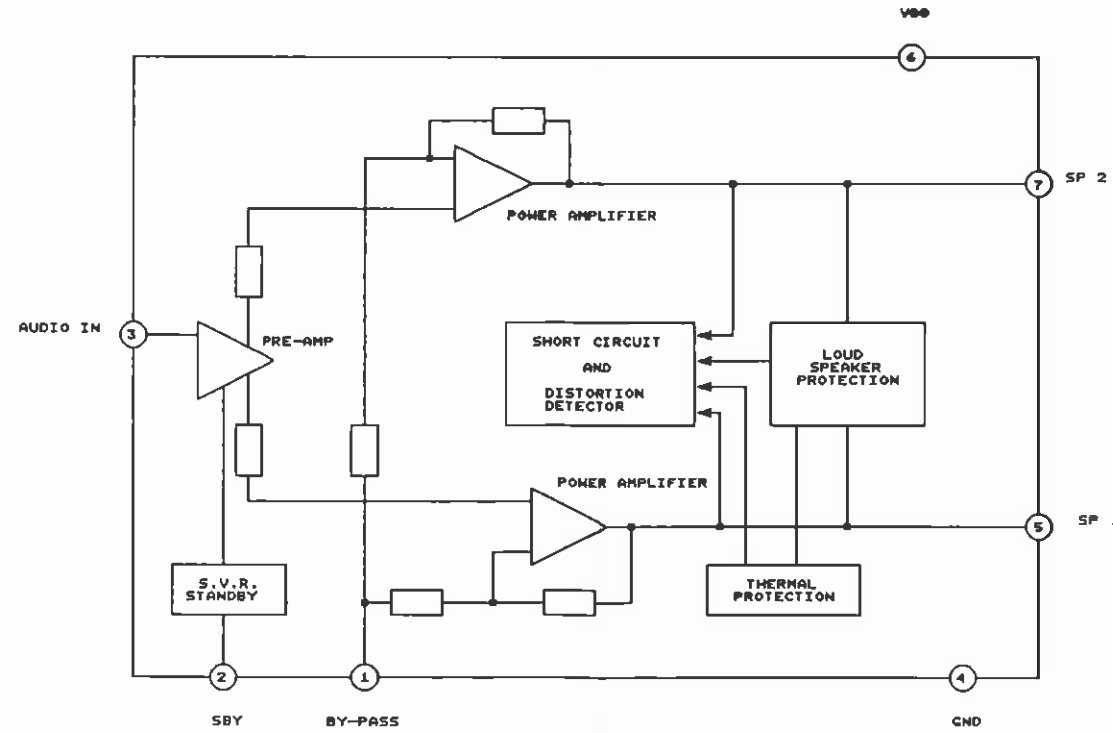 VDD
6
7
SP 2
POWER AMPLIFIER
AUDIO IN
3
PRE-AMP
SHORT CIRCUIT
AND
DISTORTION
DETECTOR
LOUD
SPEAKER
PROTECTION
POWER AMPLIFIER
5
SP
S.V.R.
STANDBY
THERMAL
PROTECTION
2
1
4
SBY
BY-PASS
GND